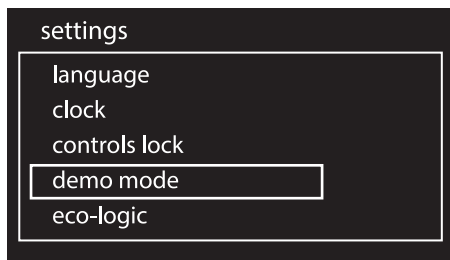 settings
language
clock
controls lock
demo mode
eco-logic